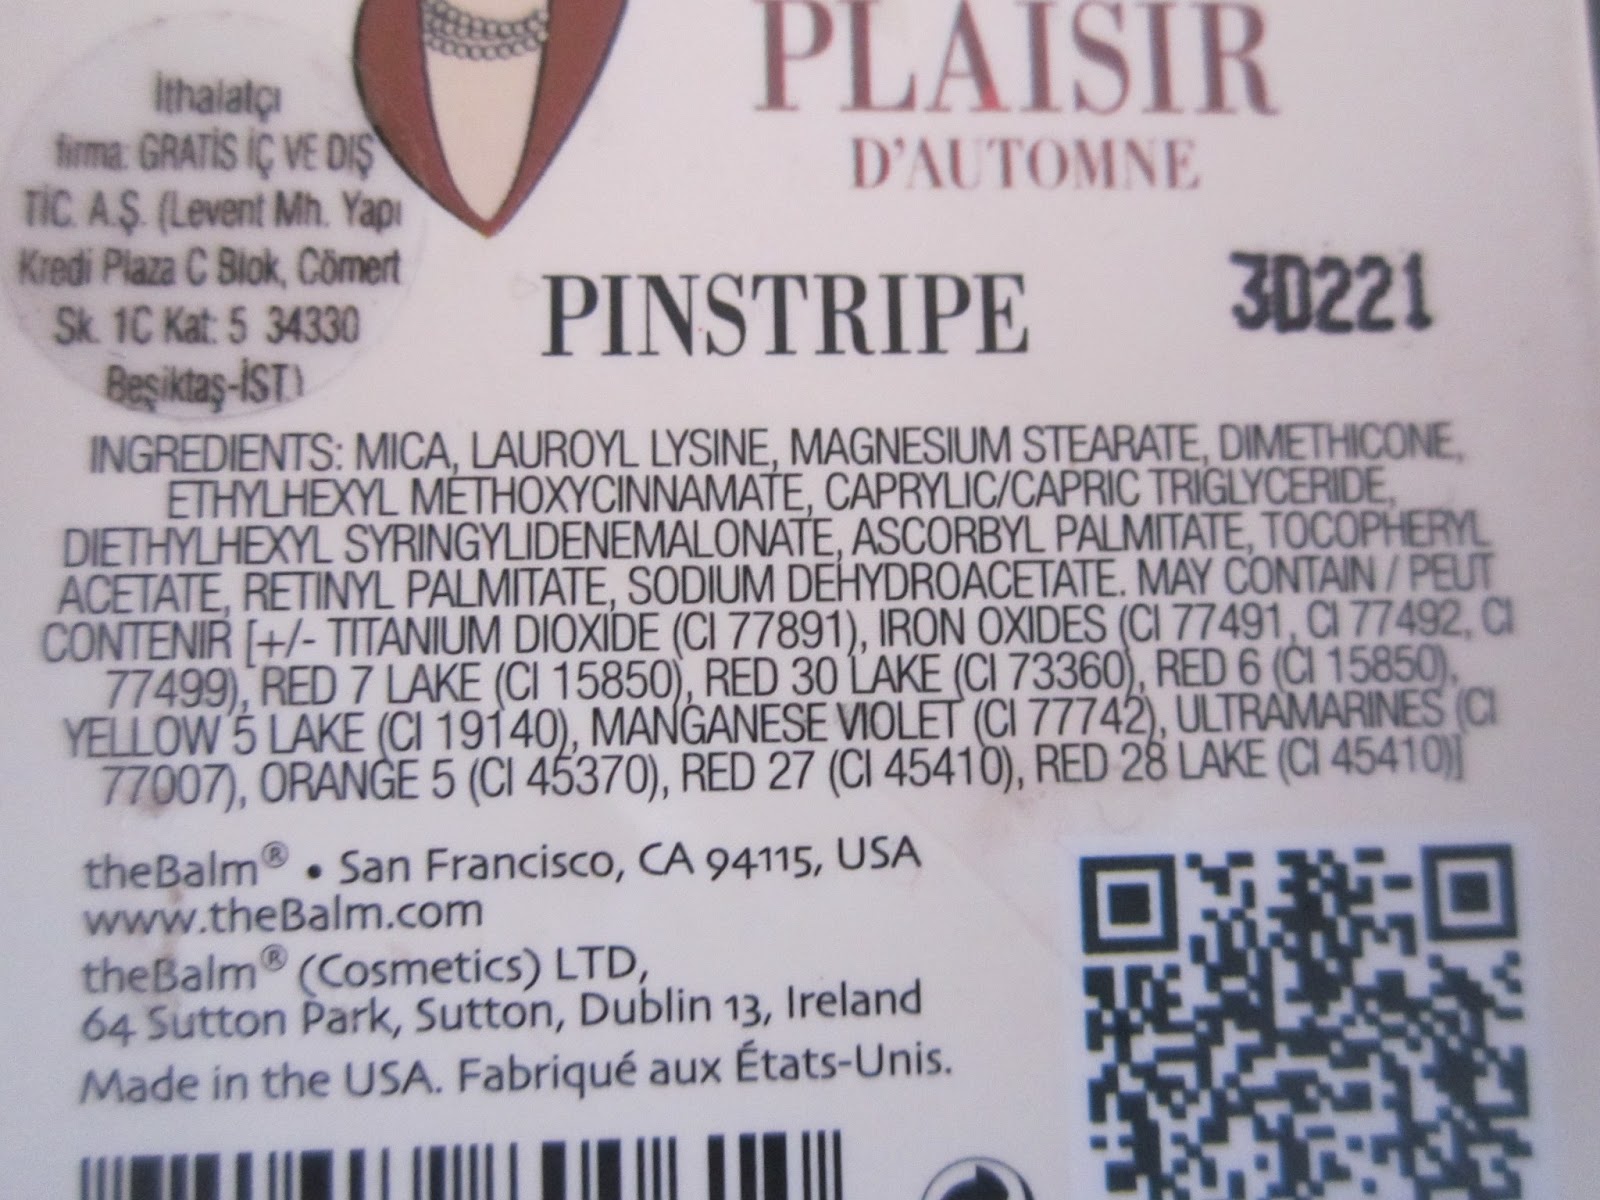 PLAISIR
D'AUTOMNE
İthalatçı
firma: GRATİS İÇ VE DIŞ
TİC. A.Ş. (Levent Mh. Yapı
Kredi Plaza C Blok, Cömert
Sk. 1C Kat: 5 34330
Beşiktaş-İST)
PINSTRIPE
3D221
INGREDIENTS: MICA, LAUROYL LYSINE, MAGNESIUM STEARATE, DIMETHICONE,
ETHYLHEXYL METHOXYCINNAMATE, CAPRYLIC/CAPRIC TRIGLYCERIDE,
DIETHYLHEXYL SYRINGYLIDENEMALONATE, ASCORBYL PALMITATE, TOCOPHERYL
ACETATE, RETINYL PALMITATE, SODIUM DEHYDROACETATE. MAY CONTAIN / PEUT
CONTENIR [+/- TITANIUM DIOXIDE (CI 77891), IRON OXIDES (CI 77491, CI 77492, CI
77499), RED 7 LAKE (CI 15850), RED 30 LAKE (CI 73360), RED 6 (CI 15850),
YELLOW 5 LAKE (CI 19140), MANGANESE VIOLET (CI 77742), ULTRAMARINES (CI
77007), ORANGE 5 (CI 45370), RED 27 (CI 45410), RED 28 LAKE (CI 45410)]
theBalm® • San Francisco, CA 94115, USA
www.theBalm.com
theBalm® (Cosmetics) LTD,
64 Sutton Park, Sutton, Dublin 13, Ireland
Made in the USA. Fabriqué aux États-Unis.